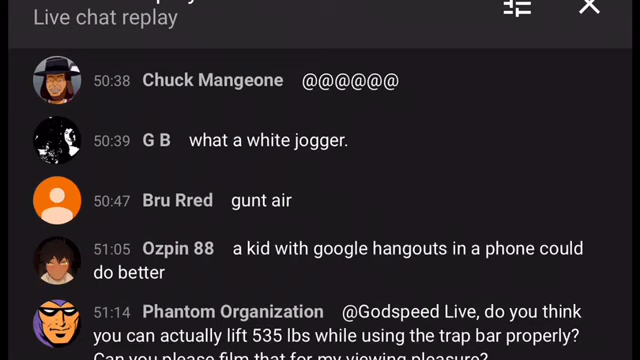 Live chat replay
50:38 Chuck Mangeone @@@@@@
50:39 G B what a white jogger.
50:47 Bru Rred gunt air
51:05 Ozpin 88 a kid with google hangouts in a phone could
do better
51:14 Phantom Organization @Godspeed Live, do you think
you can actually lift 535 lbs while using the trap bar properly?
Can you please film that for my viewing pleasure?